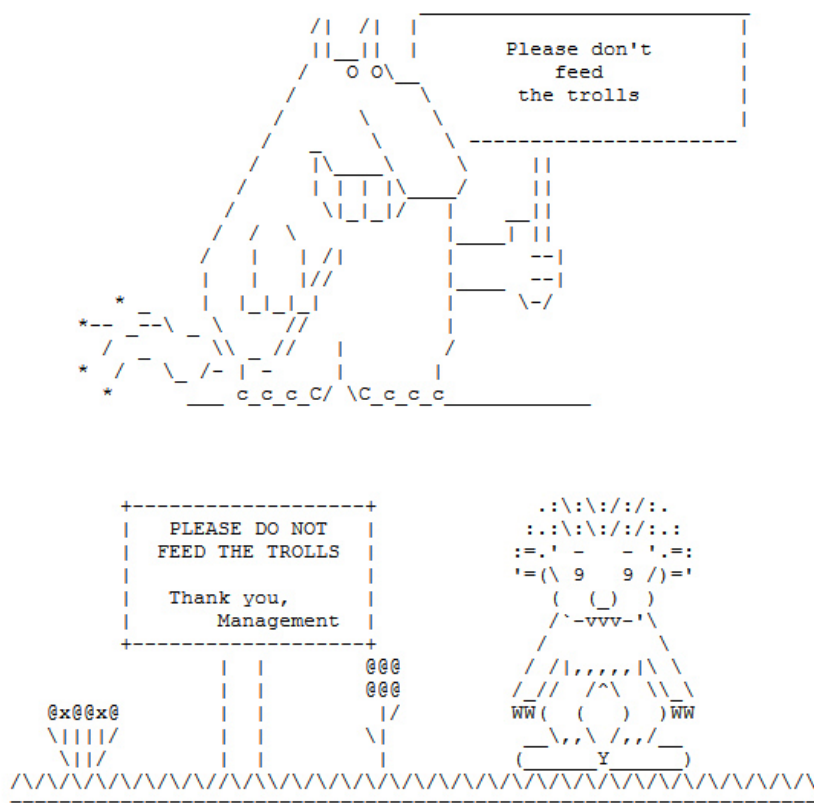 Please don't
feed
the trolls
PLEASE DO NOT
FEED THE TROLLS
Thank you,
Management